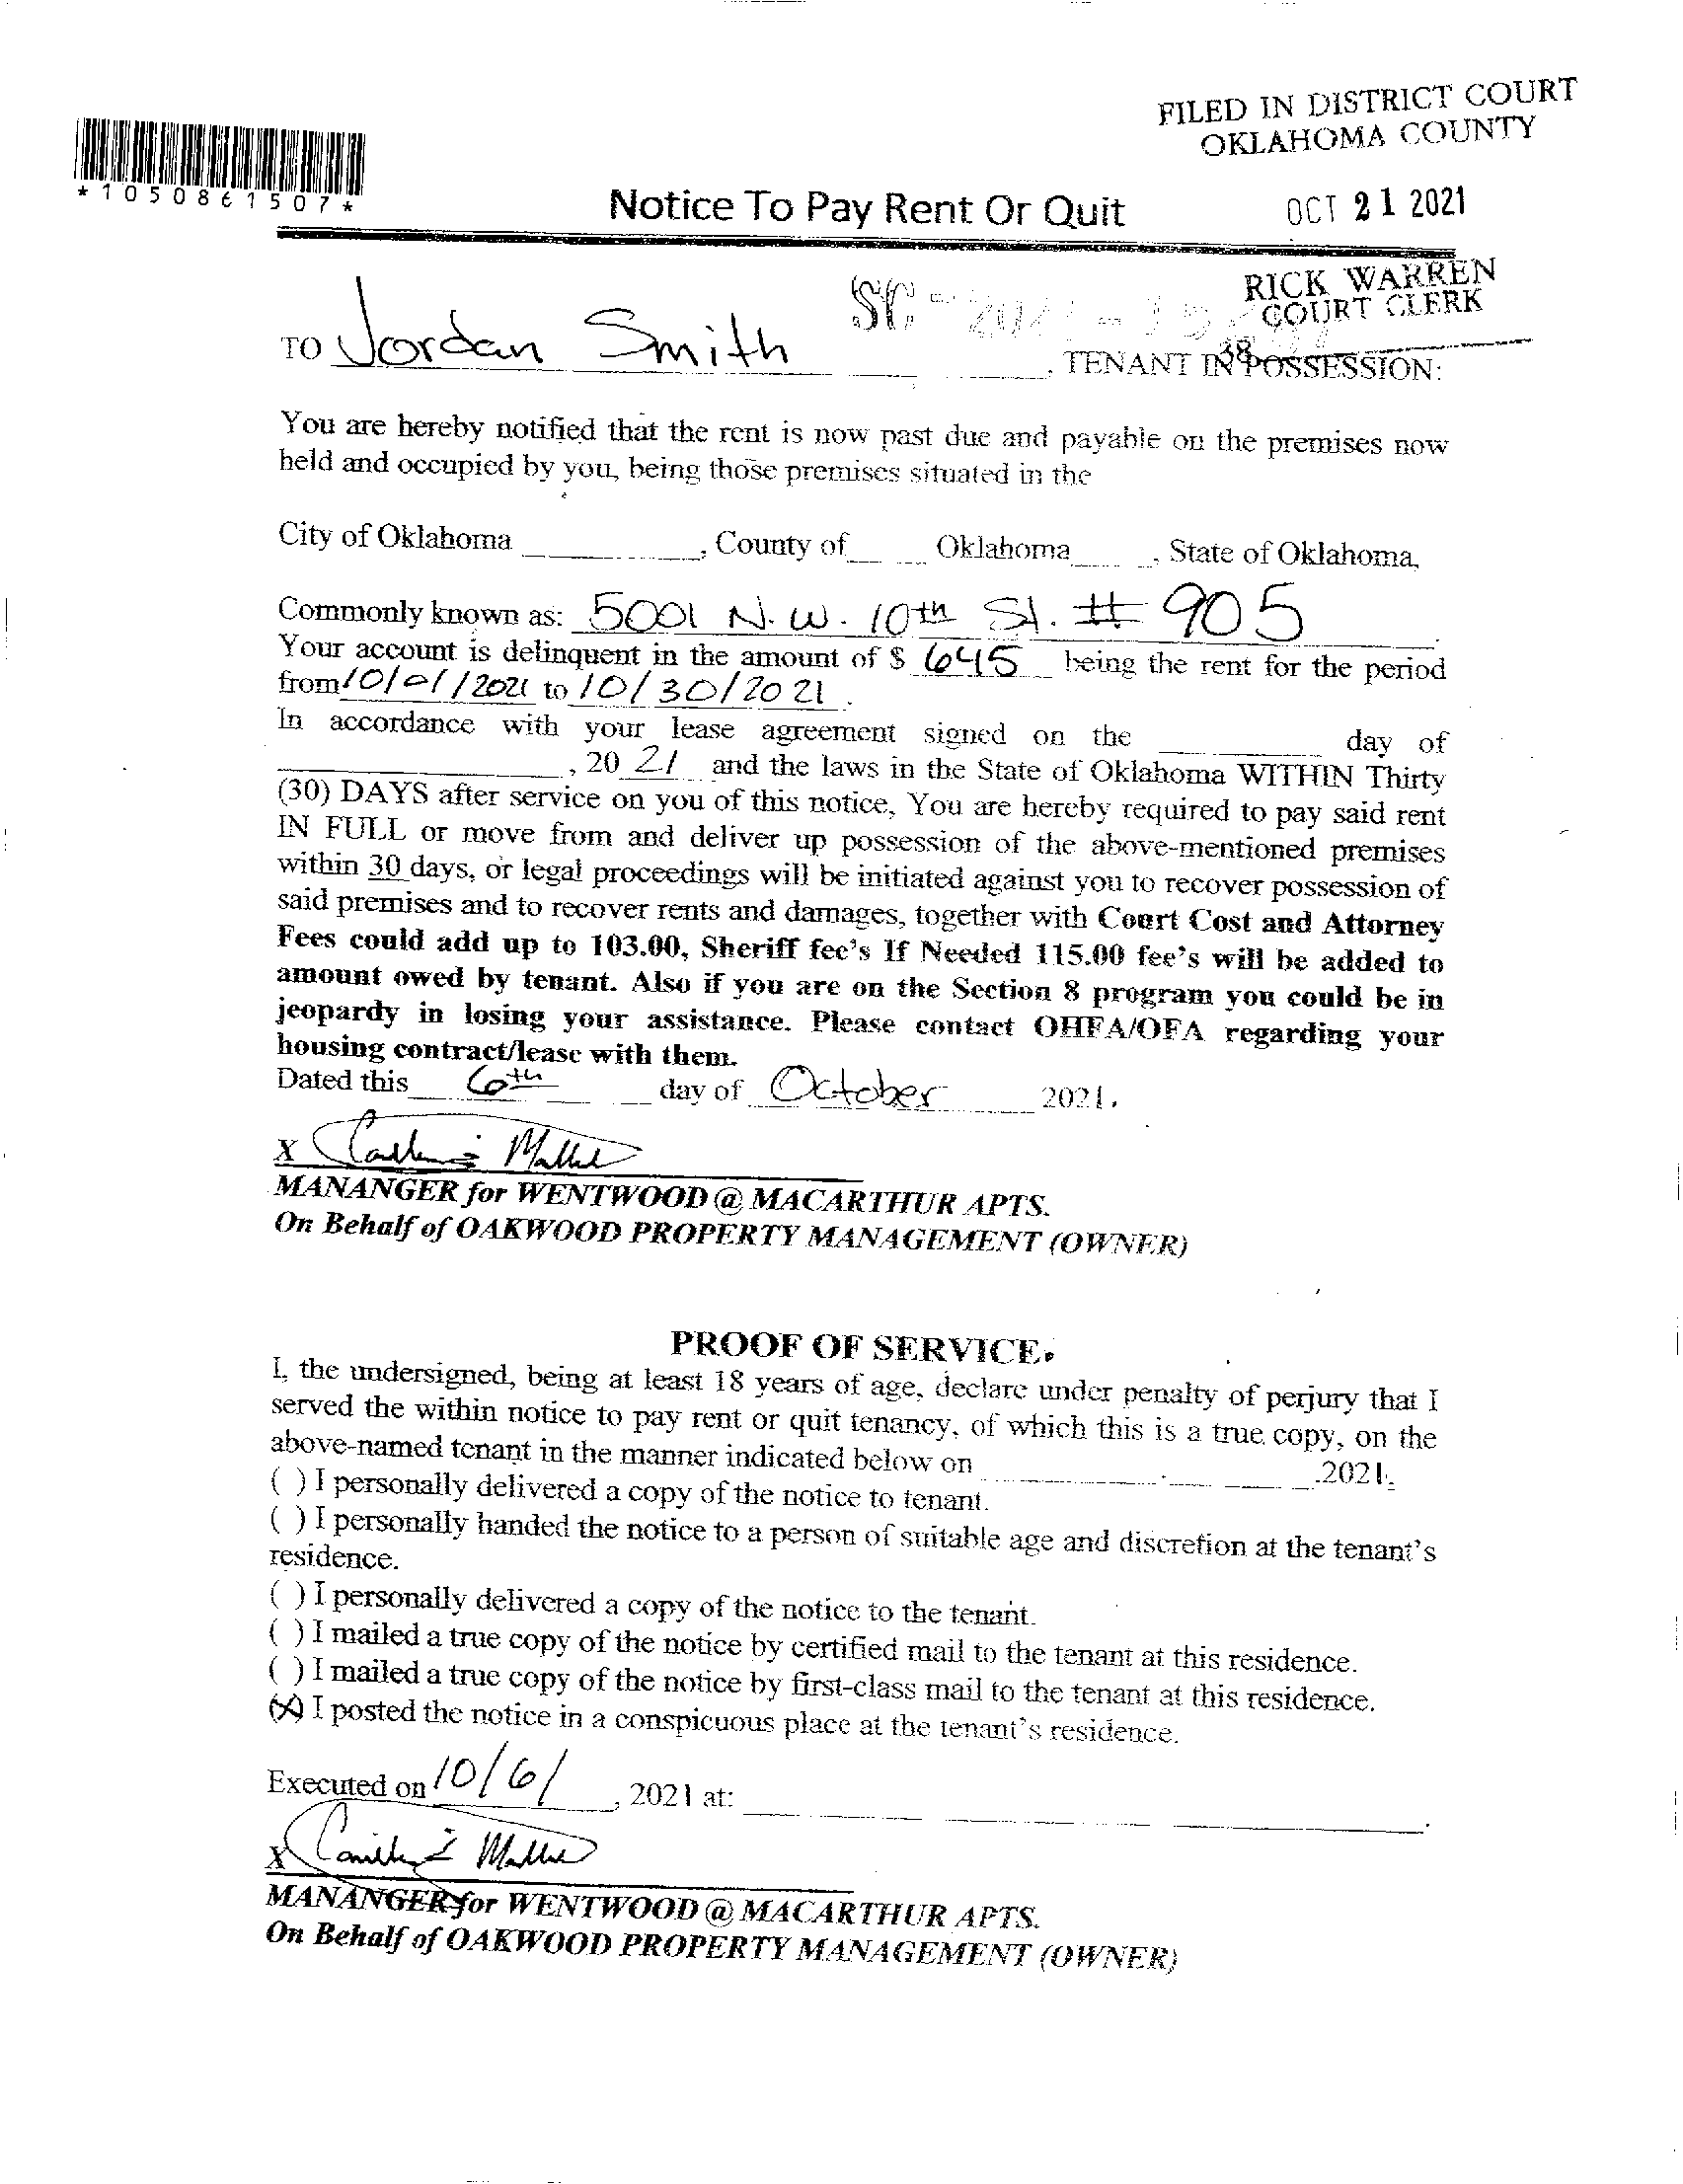 FILED IN DISTRICT COURT
OKLAHOMA COUNTY
*1050861507*
Notice To Pay Rent Or Quit
OCT 21 2021
RICK WARREN
COURT CLERK
38
TO Jordan Smith, TENANT IN POSSESSION:
You are hereby notified that the rent is now past due and payable on the premises now
held and occupied by you, being those premises situated in the
City of Oklahoma, County of Oklahoma, State of Oklahoma,
Commonly known as: 5001 N.W. 10th St. # 905.
Your account is delinquent in the amount of $ 645 being the rent for the period
from 10/01/2021 to 10/30/2021.
In accordance with your lease agreement signed on the day of
, 20 21 and the laws in the State of Oklahoma WITHIN Thirty
(30) DAYS after service on you of this notice, You are hereby required to pay said rent
IN FULL or move from and deliver up possession of the above-mentioned premises
within 30 days, or legal proceedings will be initiated against you to recover possession of
said premises and to recover rents and damages, together with Court Cost and Attorney
Fees could add up to 103.00, Sheriff fee's If Needed 115.00 fee's will be added to
amount owed by tenant. Also if you are on the Section 8 program you could be in
jeopardy in losing your assistance. Please contact OHFA/OFA regarding your
housing contract/lease with them.
Dated this 6th day of October 2021.
X
MANANGER for WENTWOOD @ MACARTHUR APTS.
On Behalf of OAKWOOD PROPERTY MANAGEMENT (OWNER)
PROOF OF SERVICE.
I, the undersigned, being at least 18 years of age, declare under penalty of perjury that I
served the within notice to pay rent or quit tenancy, of which this is a true copy, on the
above-named tenant in the manner indicated below on .2021.
( ) I personally delivered a copy of the notice to tenant.
( ) I personally handed the notice to a person of suitable age and discretion at the tenant's
residence.
( ) I personally delivered a copy of the notice to the tenant.
( ) I mailed a true copy of the notice by certified mail to the tenant at this residence.
( ) I mailed a true copy of the notice by first-class mail to the tenant at this residence.
(X) I posted the notice in a conspicuous place at the tenant's residence.
Executed on 10/6/, 2021 at:
X
MANANGER for WENTWOOD @ MACARTHUR APTS.
On Behalf of OAKWOOD PROPERTY MANAGEMENT (OWNER)